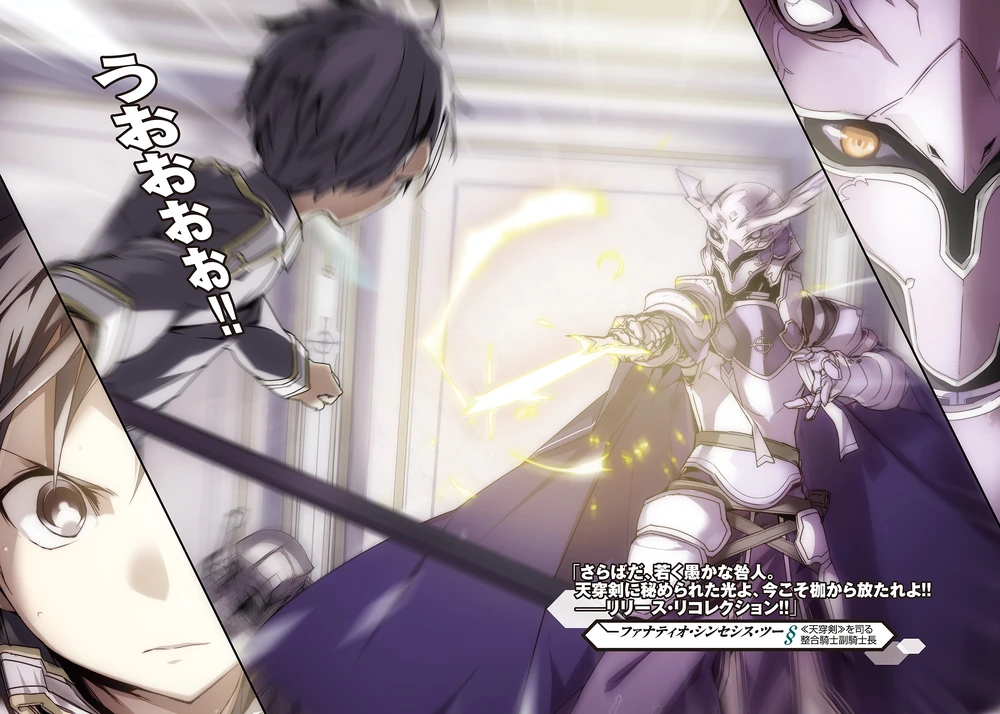 うおおおおぉ!!
「さらばだ、若く愚かな咎人。
天穿剣に秘められた光よ、今こそ枷から放たれよ!!
――リリース・リコレクション!!」
ファナティオ・シンセシス・ツー § ≪天穿剣≫を司る
整合騎士副騎士長